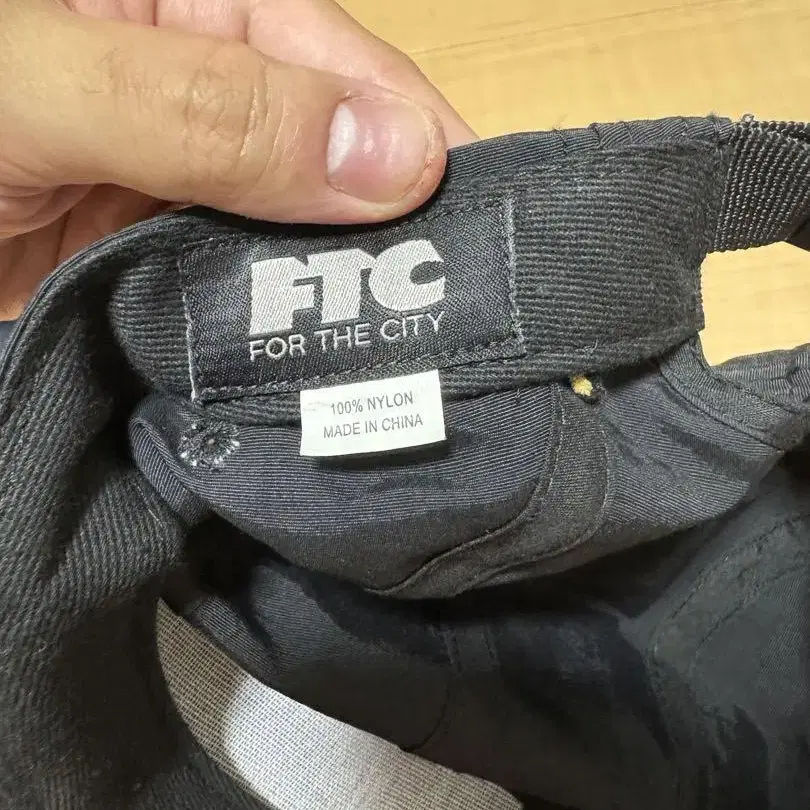 FTC
FOR THE CITY
100% NYLON
MADE IN CHINA